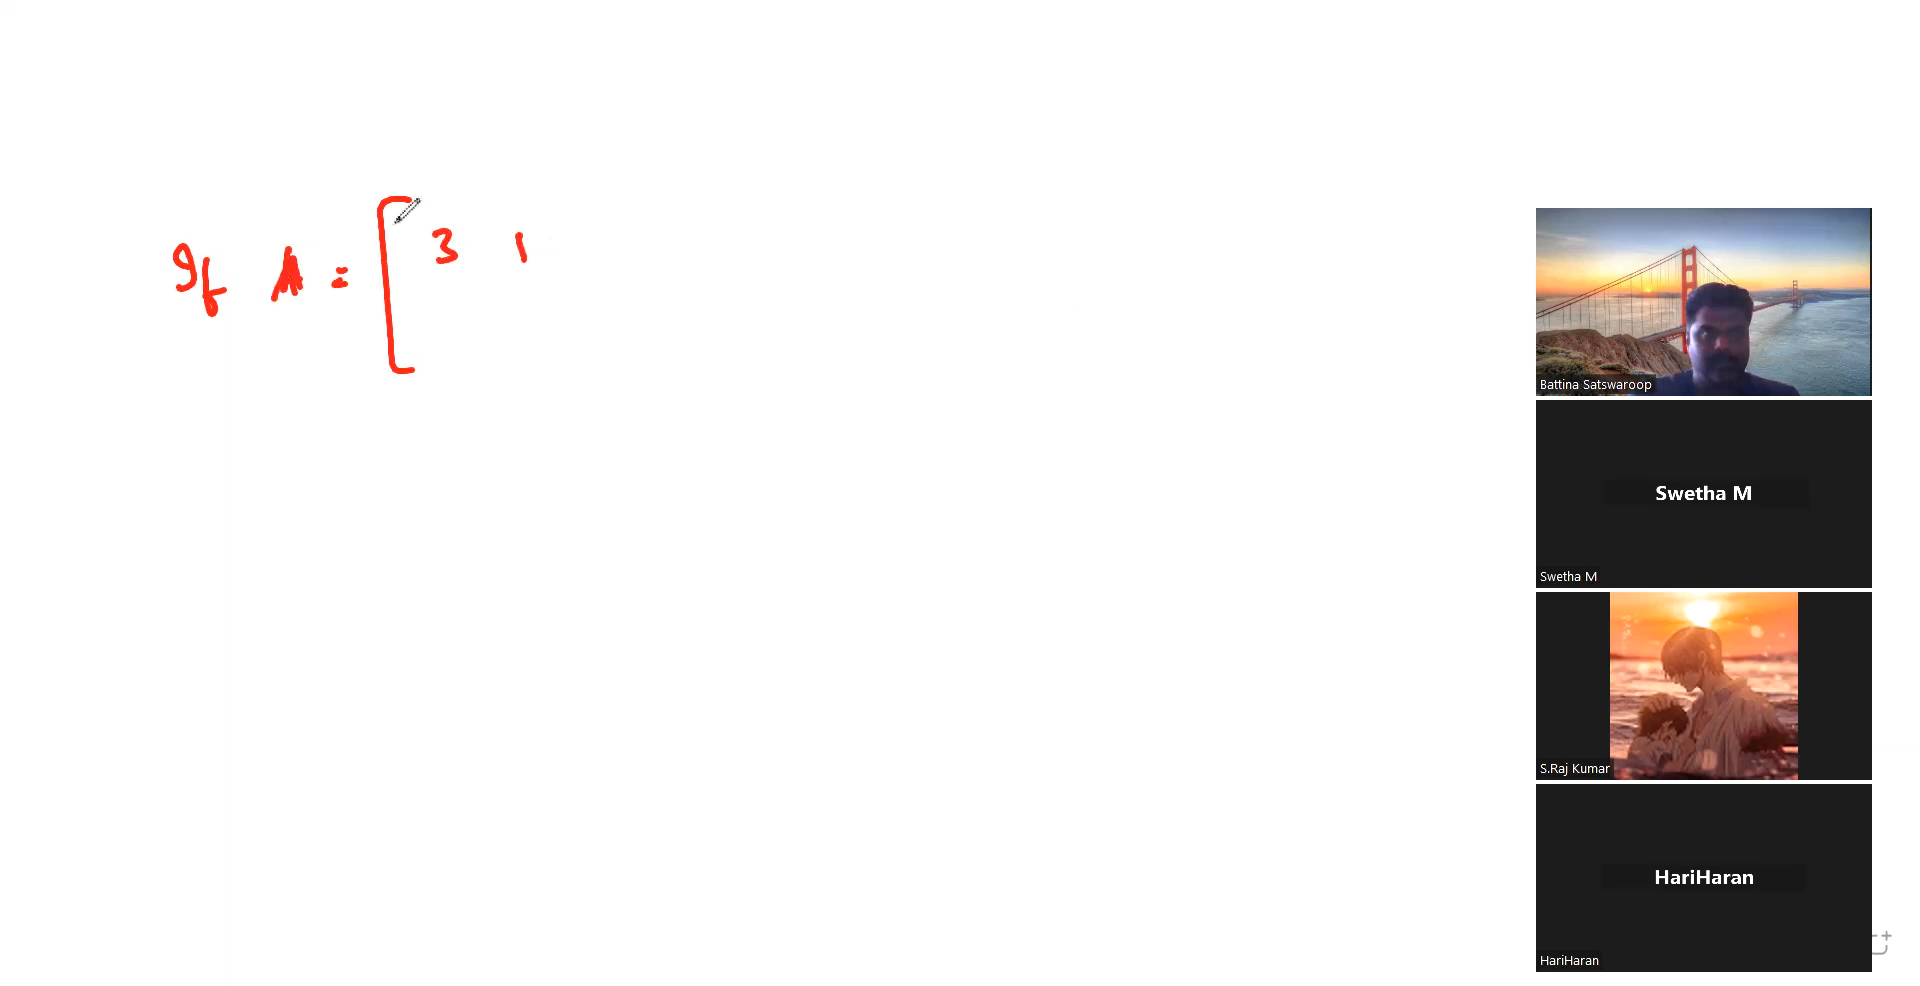 If A = [ 3 1
Battina Satswaroop
Swetha M
Swetha M
S.Raj Kumar
HariHaran
HariHaran